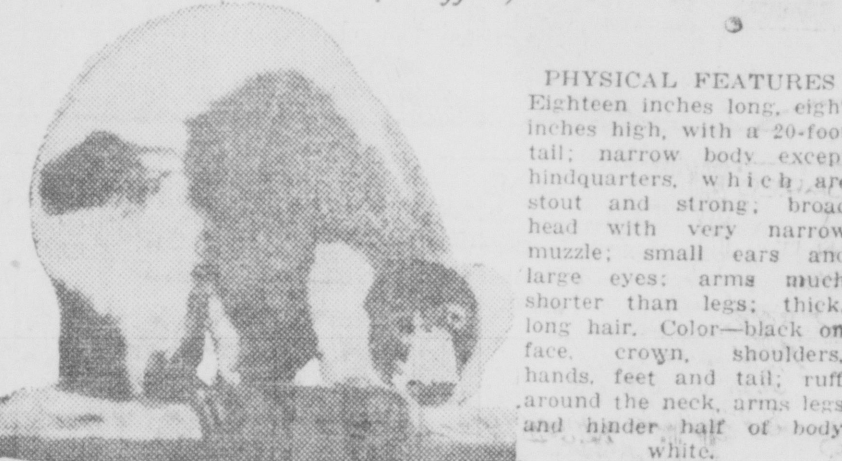 PHYSICAL FEATURES
Eighteen inches long, eigh
inches high, with a 20-foo
tail; narrow body excep
hindquarters, which are
stout and strong; broad
head with very narrow
muzzle; small ears and
large eyes; arms much
shorter than legs; thick,
long hair. Color—black on
face, crown, shoulders,
hands, feet and tail; ruff
around the neck, arms legs
and hinder half of body
white.